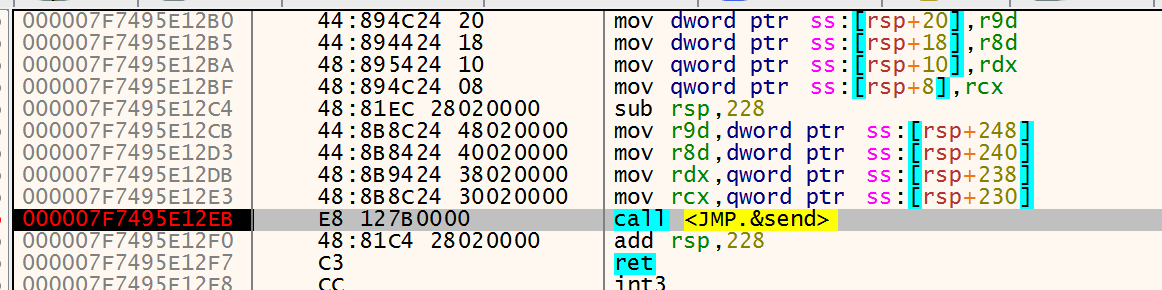 000007F7495E12B0 44:894C24 20 mov dword ptr ss:[rsp+20],r9d
000007F7495E12B5 44:894424 18 mov dword ptr ss:[rsp+18],r8d
000007F7495E12BA 48:895424 10 mov qword ptr ss:[rsp+10],rdx
000007F7495E12BF 48:894C24 08 mov qword ptr ss:[rsp+8],rcx
000007F7495E12C4 48:81EC 28020000 sub rsp,228
000007F7495E12CB 44:8B8C24 48020000 mov r9d,dword ptr ss:[rsp+248]
000007F7495E12D3 44:8B8424 40020000 mov r8d,dword ptr ss:[rsp+240]
000007F7495E12DB 48:8B9424 38020000 mov rdx,qword ptr ss:[rsp+238]
000007F7495E12E3 48:8B8C24 30020000 mov rcx,qword ptr ss:[rsp+230]
000007F7495E12EB E8 127B0000 call <JMP.&send>
000007F7495E12F0 48:81C4 28020000 add rsp,228
000007F7495E12F7 C3 ret
000007F7495E12F8 CC int3